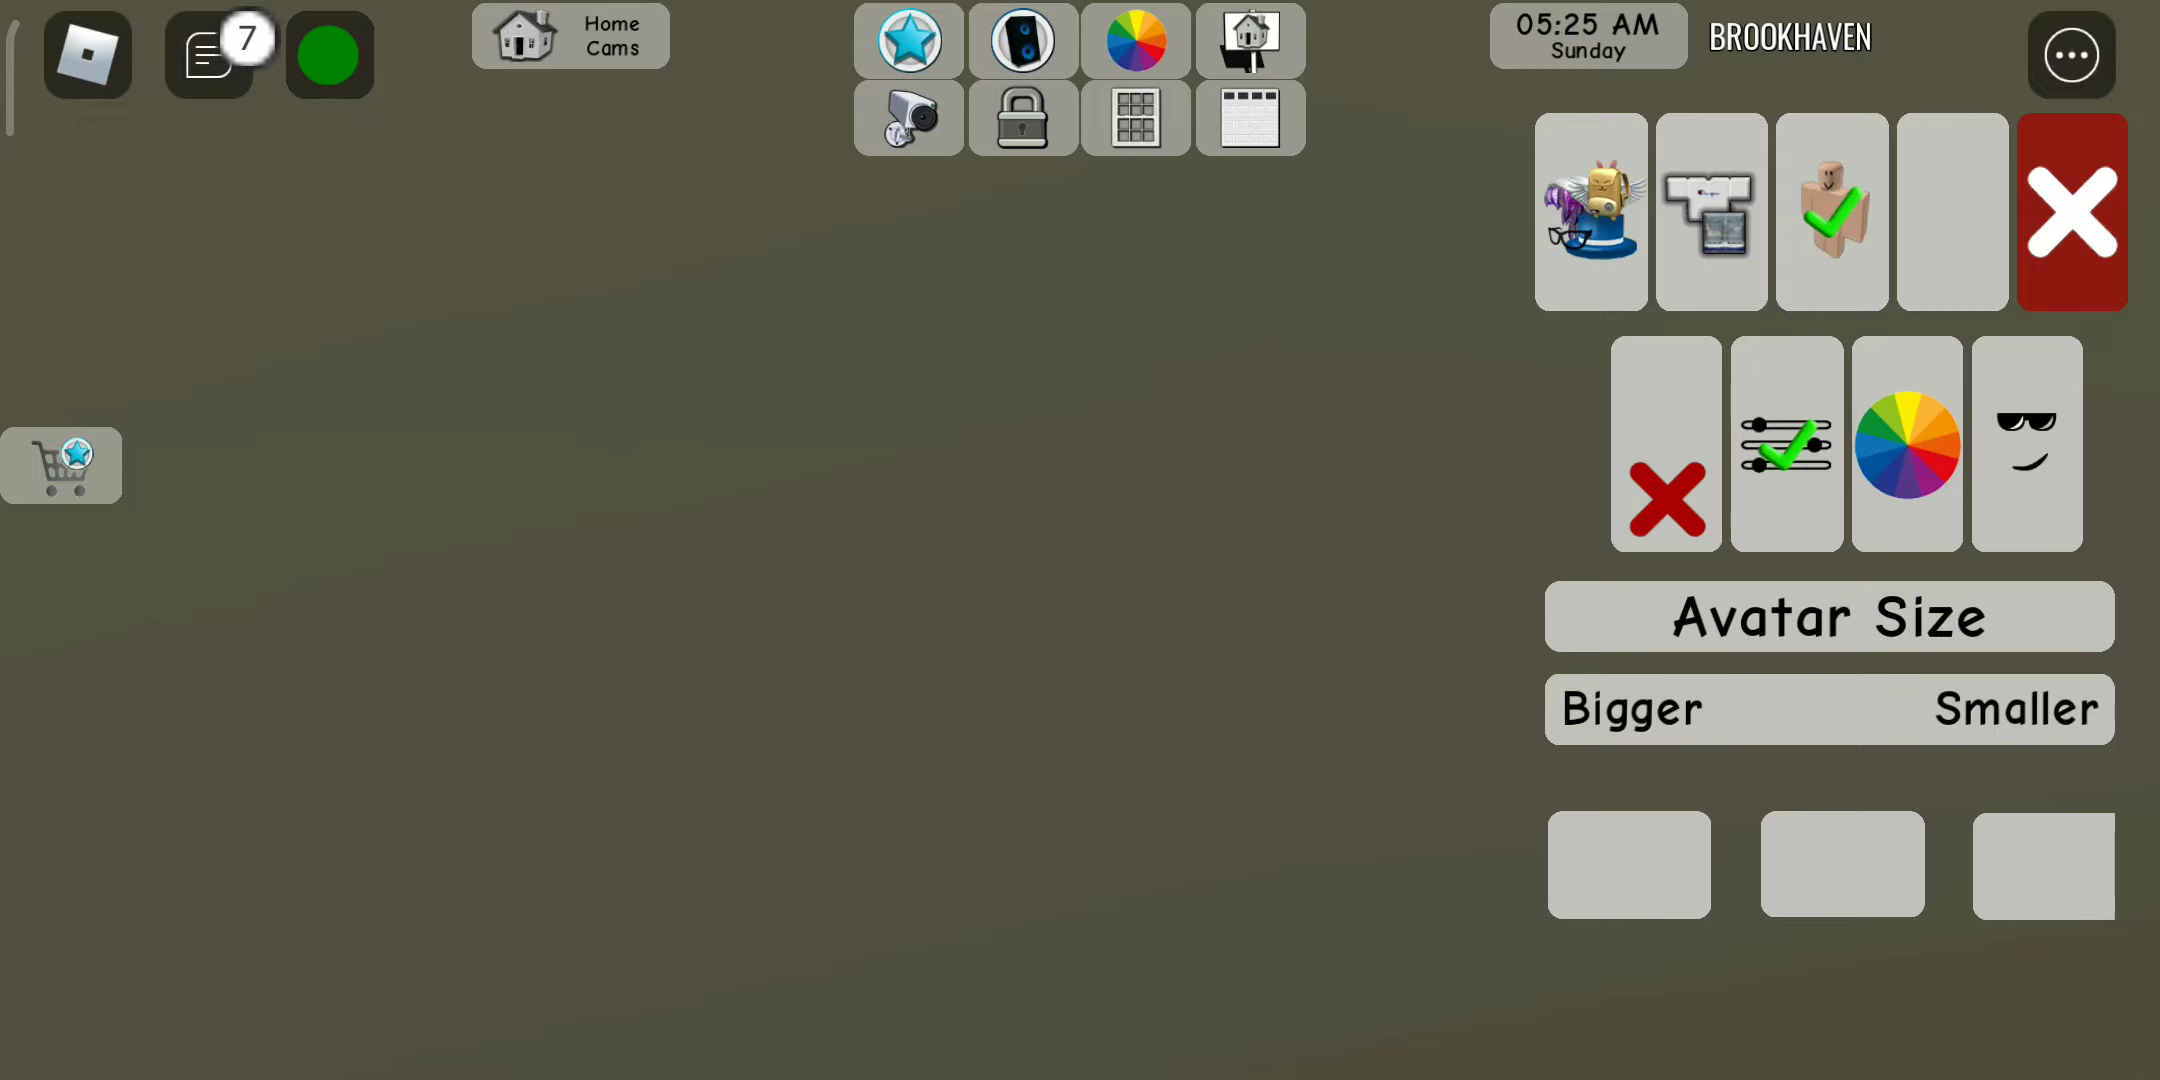 7
Home
Cams
05:25 AM
Sunday
BROOKHAVEN
Avatar Size
Bigger Smaller